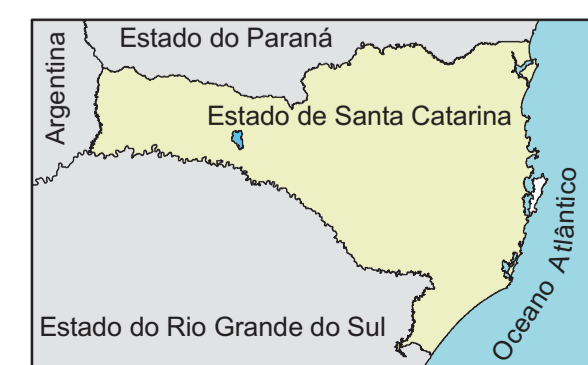 Estado do Paraná
Argentina
Estado de Santa Catarina
Oceano Atlântico
Estado do Rio Grande do Sul